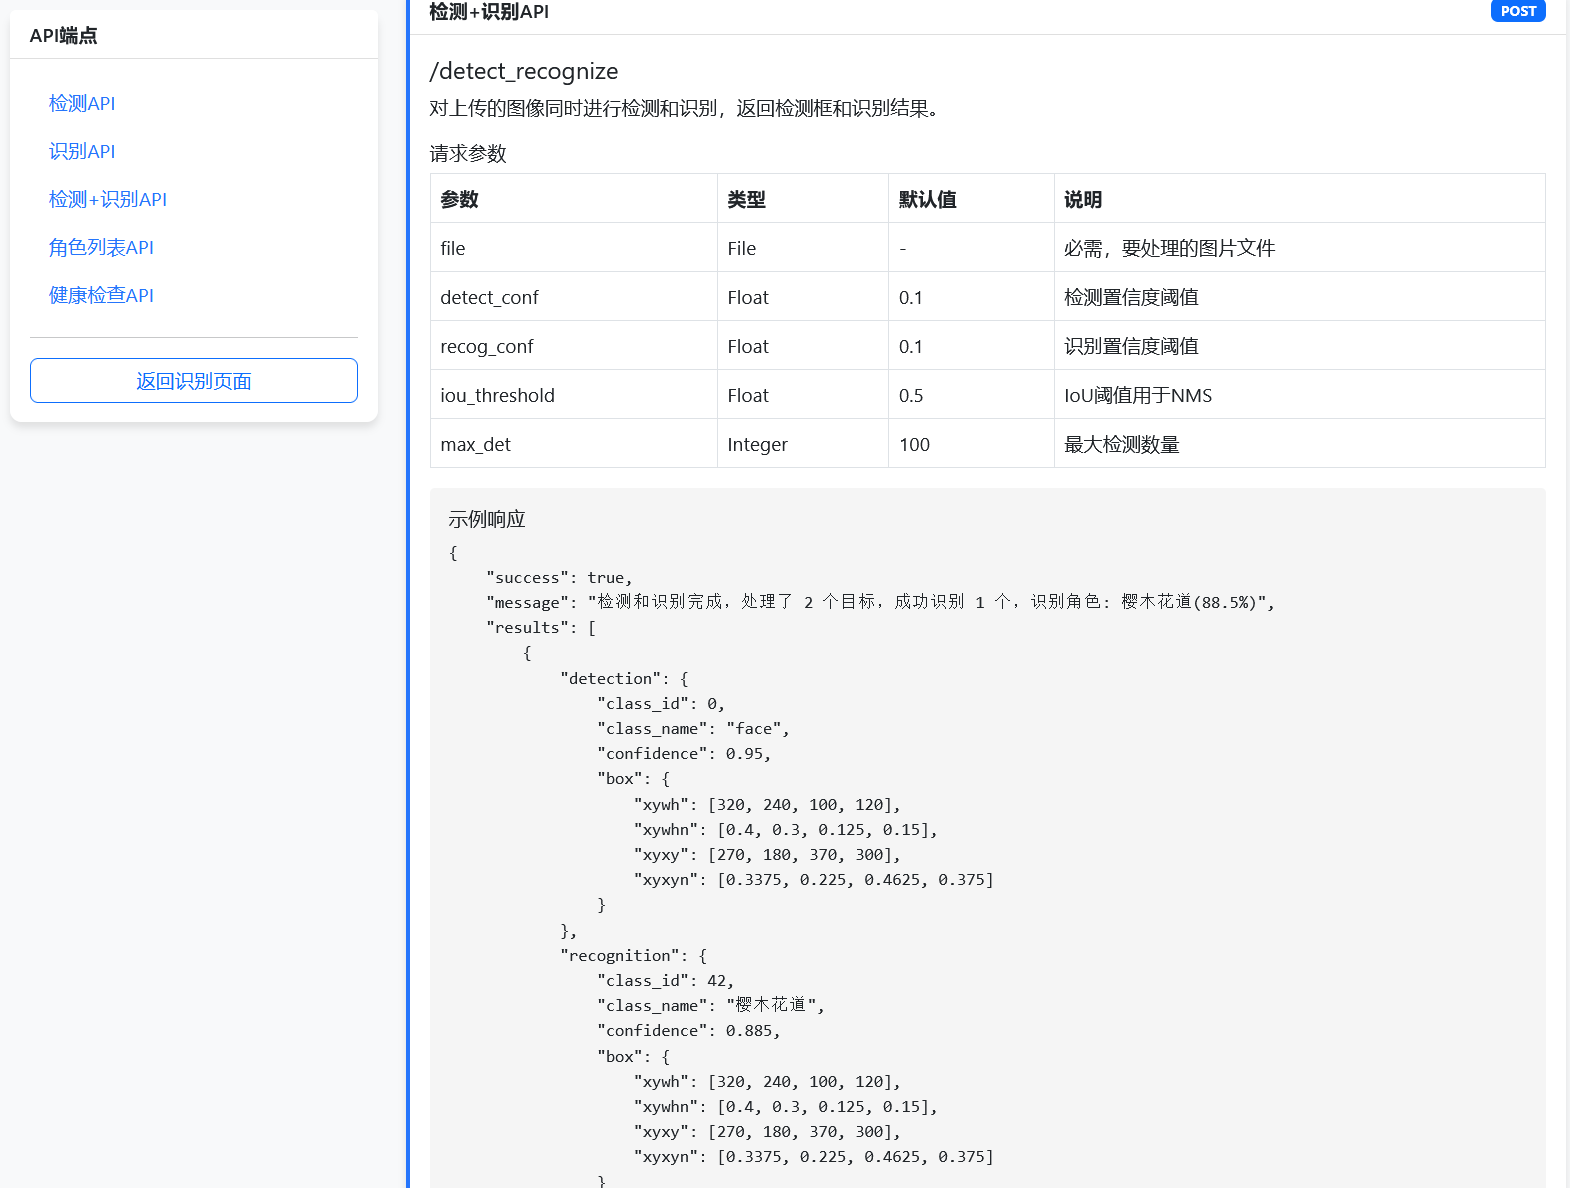 API端点
检测API
识别API
检测+识别API
角色列表API
健康检查API
返回识别页面
检测+识别API
POST
/detect_recognize
对上传的图像同时进行检测和识别，返回检测框和识别结果。
请求参数
参数 类型 默认值 说明
file File - 必需，要处理的图片文件
detect_conf Float 0.1 检测置信度阈值
recog_conf Float 0.1 识别置信度阈值
iou_threshold Float 0.5 IoU阈值用于NMS
max_det Integer 100 最大检测数量
示例响应
{
    "success": true,
    "message": "检测和识别完成，处理了 2 个目标，成功识别 1 个，识别角色: 樱木花道(88.5%)",
    "results": [
        {
            "detection": {
                "class_id": 0,
                "class_name": "face",
                "confidence": 0.95,
                "box": {
                    "xywh": [320, 240, 100, 120],
                    "xywhn": [0.4, 0.3, 0.125, 0.15],
                    "xyxy": [270, 180, 370, 300],
                    "xyxyn": [0.3375, 0.225, 0.4625, 0.375]
                }
            },
            "recognition": {
                "class_id": 42,
                "class_name": "樱木花道",
                "confidence": 0.885,
                "box": {
                    "xywh": [320, 240, 100, 120],
                    "xywhn": [0.4, 0.3, 0.125, 0.15],
                    "xyxy": [270, 180, 370, 300],
                    "xyxyn": [0.3375, 0.225, 0.4625, 0.375]
                }